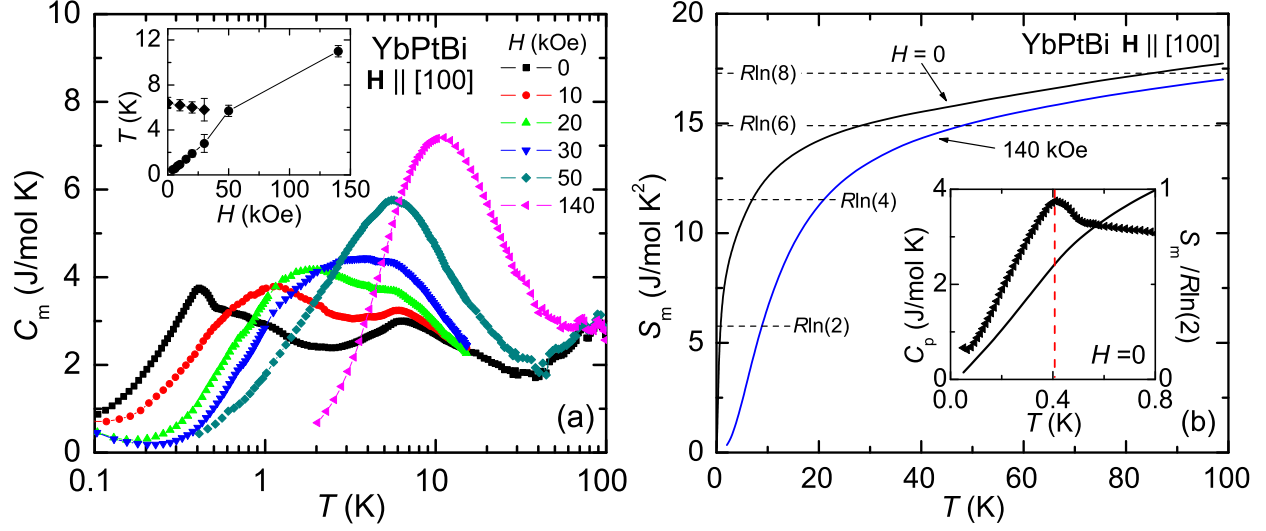 10
8
6
4
2
0
C_m (J/mol K)
0.1
1
10
100
T (K)
YbPtBi
H || [100]
H (kOe)
0
10
20
30
50
140
(a)
12
8
4
0
T (K)
0
50
100
150
H (kOe)
20
15
10
5
0
S_m (J/mol K²)
0
20
40
60
80
100
T (K)
YbPtBi H || [100]
H = 0
140 kOe
Rln(8)
Rln(6)
Rln(4)
Rln(2)
(b)
4
2
0
C_p (J/mol K)
0.0
0.4
0.8
T (K)
1
0
S_m /Rln(2)
H =0